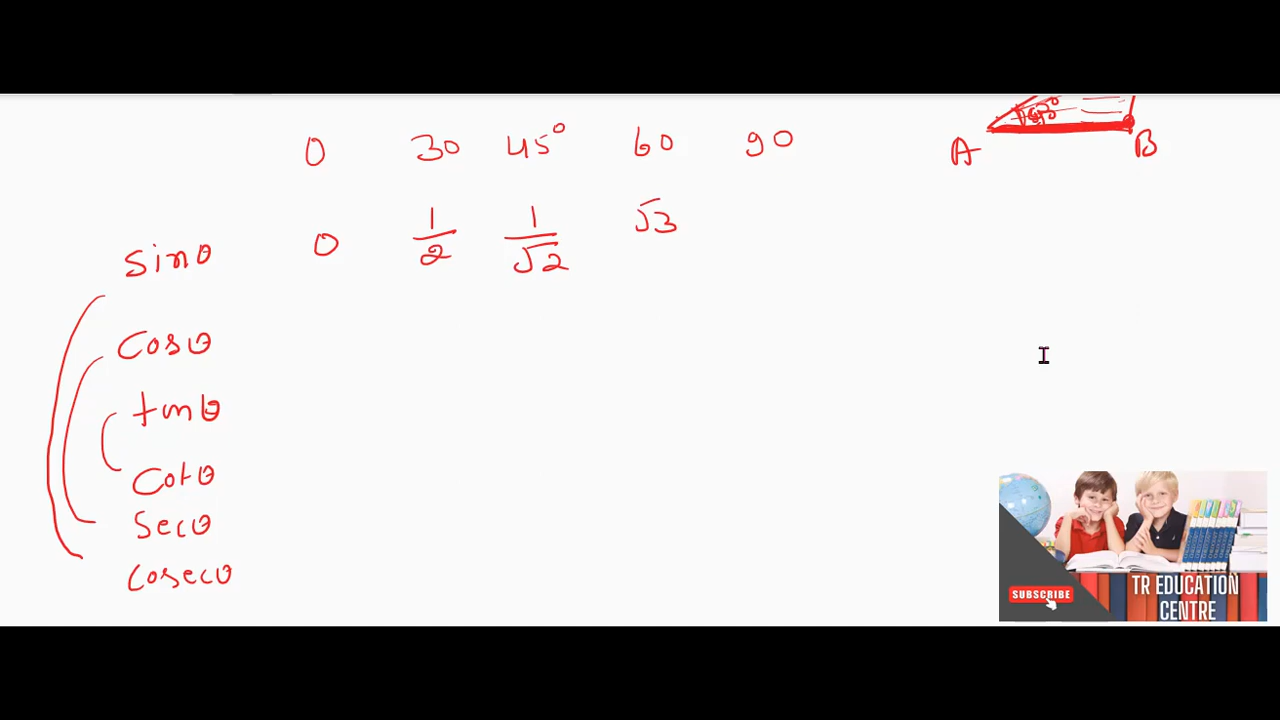 0 30 45° 60 90
A B
sinθ 0 1/2 1/√2 √3
Cosθ
tanθ
Cotθ
Secθ
Cosecθ
SUBSCRIBE
TR EDUCATION
CENTRE